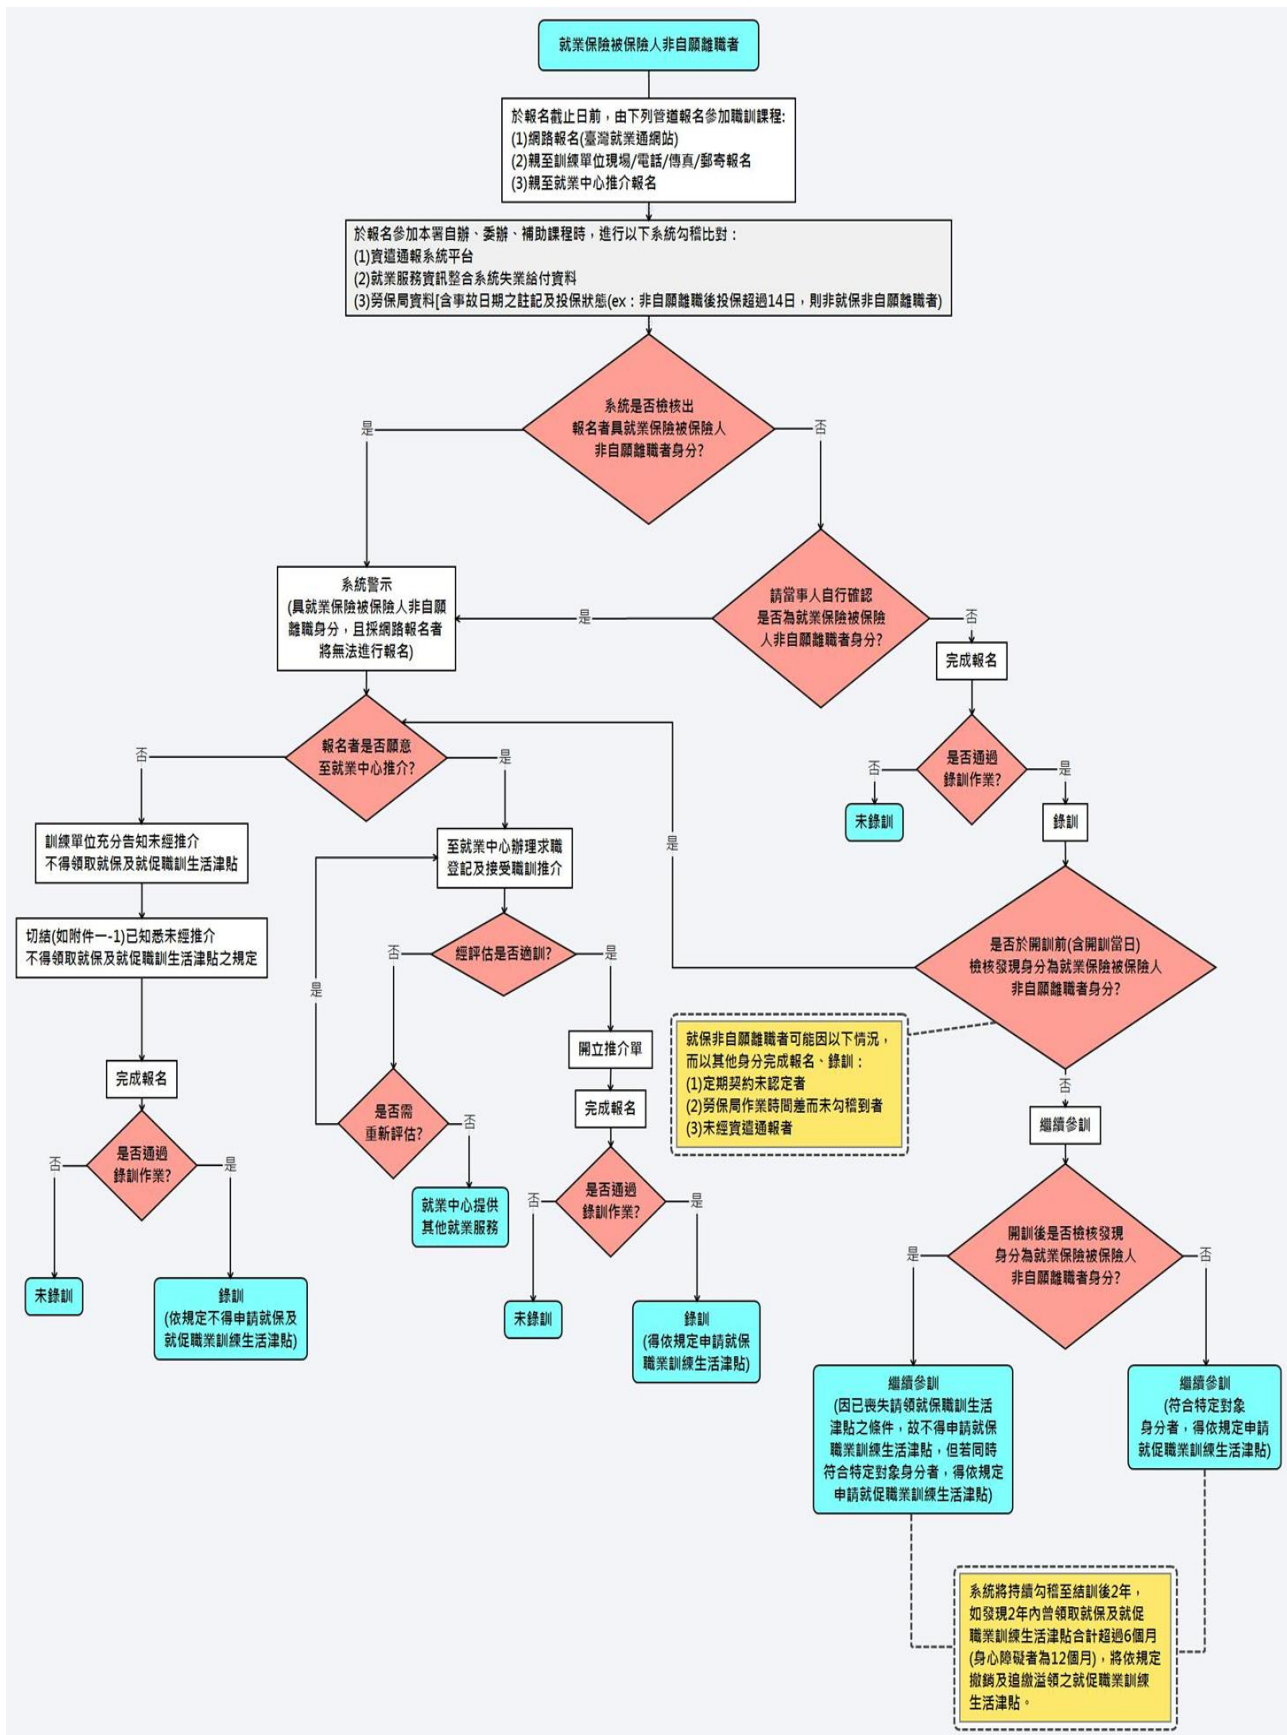 就業保險被保險人非自願離職者
於報名截止日前，由下列管道報名參加職訓課程:
(1)網路報名(臺灣就業通網站)
(2)親至訓練單位現場/電話/傳真/郵寄報名
(3)親至就業中心推介報名
於報名參加本署自辦、委辦、補助課程時，進行以下系統勾稽比對：
(1)資遣通報系統平台
(2)就業服務資訊整合系統失業給付資料
(3)勞保局資料[含事故日期之註記及投保狀態(ex：非自願離職後投保超過14日，則非就保非自願離職者)
系統是否檢核出
報名者具就業保險被保險人
非自願離職者身分?
是
否
系統警示
(具就業保險被保險人非自願
離職身分，且採網路報名者
將無法進行報名)
是
請當事人自行確認
是否為就業保險被保險
人非自願離職者身分?
否
完成報名
報名者是否願意
至就業中心推介?
否
是
是否通過
錄訓作業?
否
是
未錄訓
錄訓
訓練單位充分告知未經推介
不得領取就保及就促職訓生活津貼
至就業中心辦理求職
登記及接受職訓推介
是
切結(如附件一-1)已知悉未經推介
不得領取就保及就促職訓生活津貼之規定
經評估是否適訓?
否
是
是
是否於開訓前(含開訓當日)
檢核發現身分為就業保險被保險人
非自願離職者身分?
就保非自願離職者可能因以下情況，
而以其他身分完成報名、錄訓：
(1)定期契約未認定者
(2)勞保局作業時間差而未勾稽到者
(3)未經資遣通報者
開立推介單
完成報名
完成報名
是否需
重新評估?
否
否
繼續參訓
是否通過
錄訓作業?
否
是
就業中心提供
其他就業服務
是否通過
錄訓作業?
否
是
開訓後是否檢核發現
身分為就業保險被保險人
非自願離職者身分?
是
否
未錄訓
錄訓
(依規定不得申請就保及
就促職業訓練生活津貼)
未錄訓
錄訓
(得依規定申請就保
職業訓練生活津貼)
繼續參訓
(因已喪失請領就保職訓生活
津貼之條件，故不得申請就保
職業訓練生活津貼，但若同時
符合特定對象身分者，得依規定
申請就促職業訓練生活津貼)
繼續參訓
(符合特定對象
身分者，得依規定申請
就促職業訓練生活津貼)
系統將持續勾稽至結訓後2年，
如發現2年內曾領取就保及就促
職業訓練生活津貼合計超過6個月
(身心障礙者為12個月)，將依規定
撤銷及追繳溢領之就促職業訓練
生活津貼。